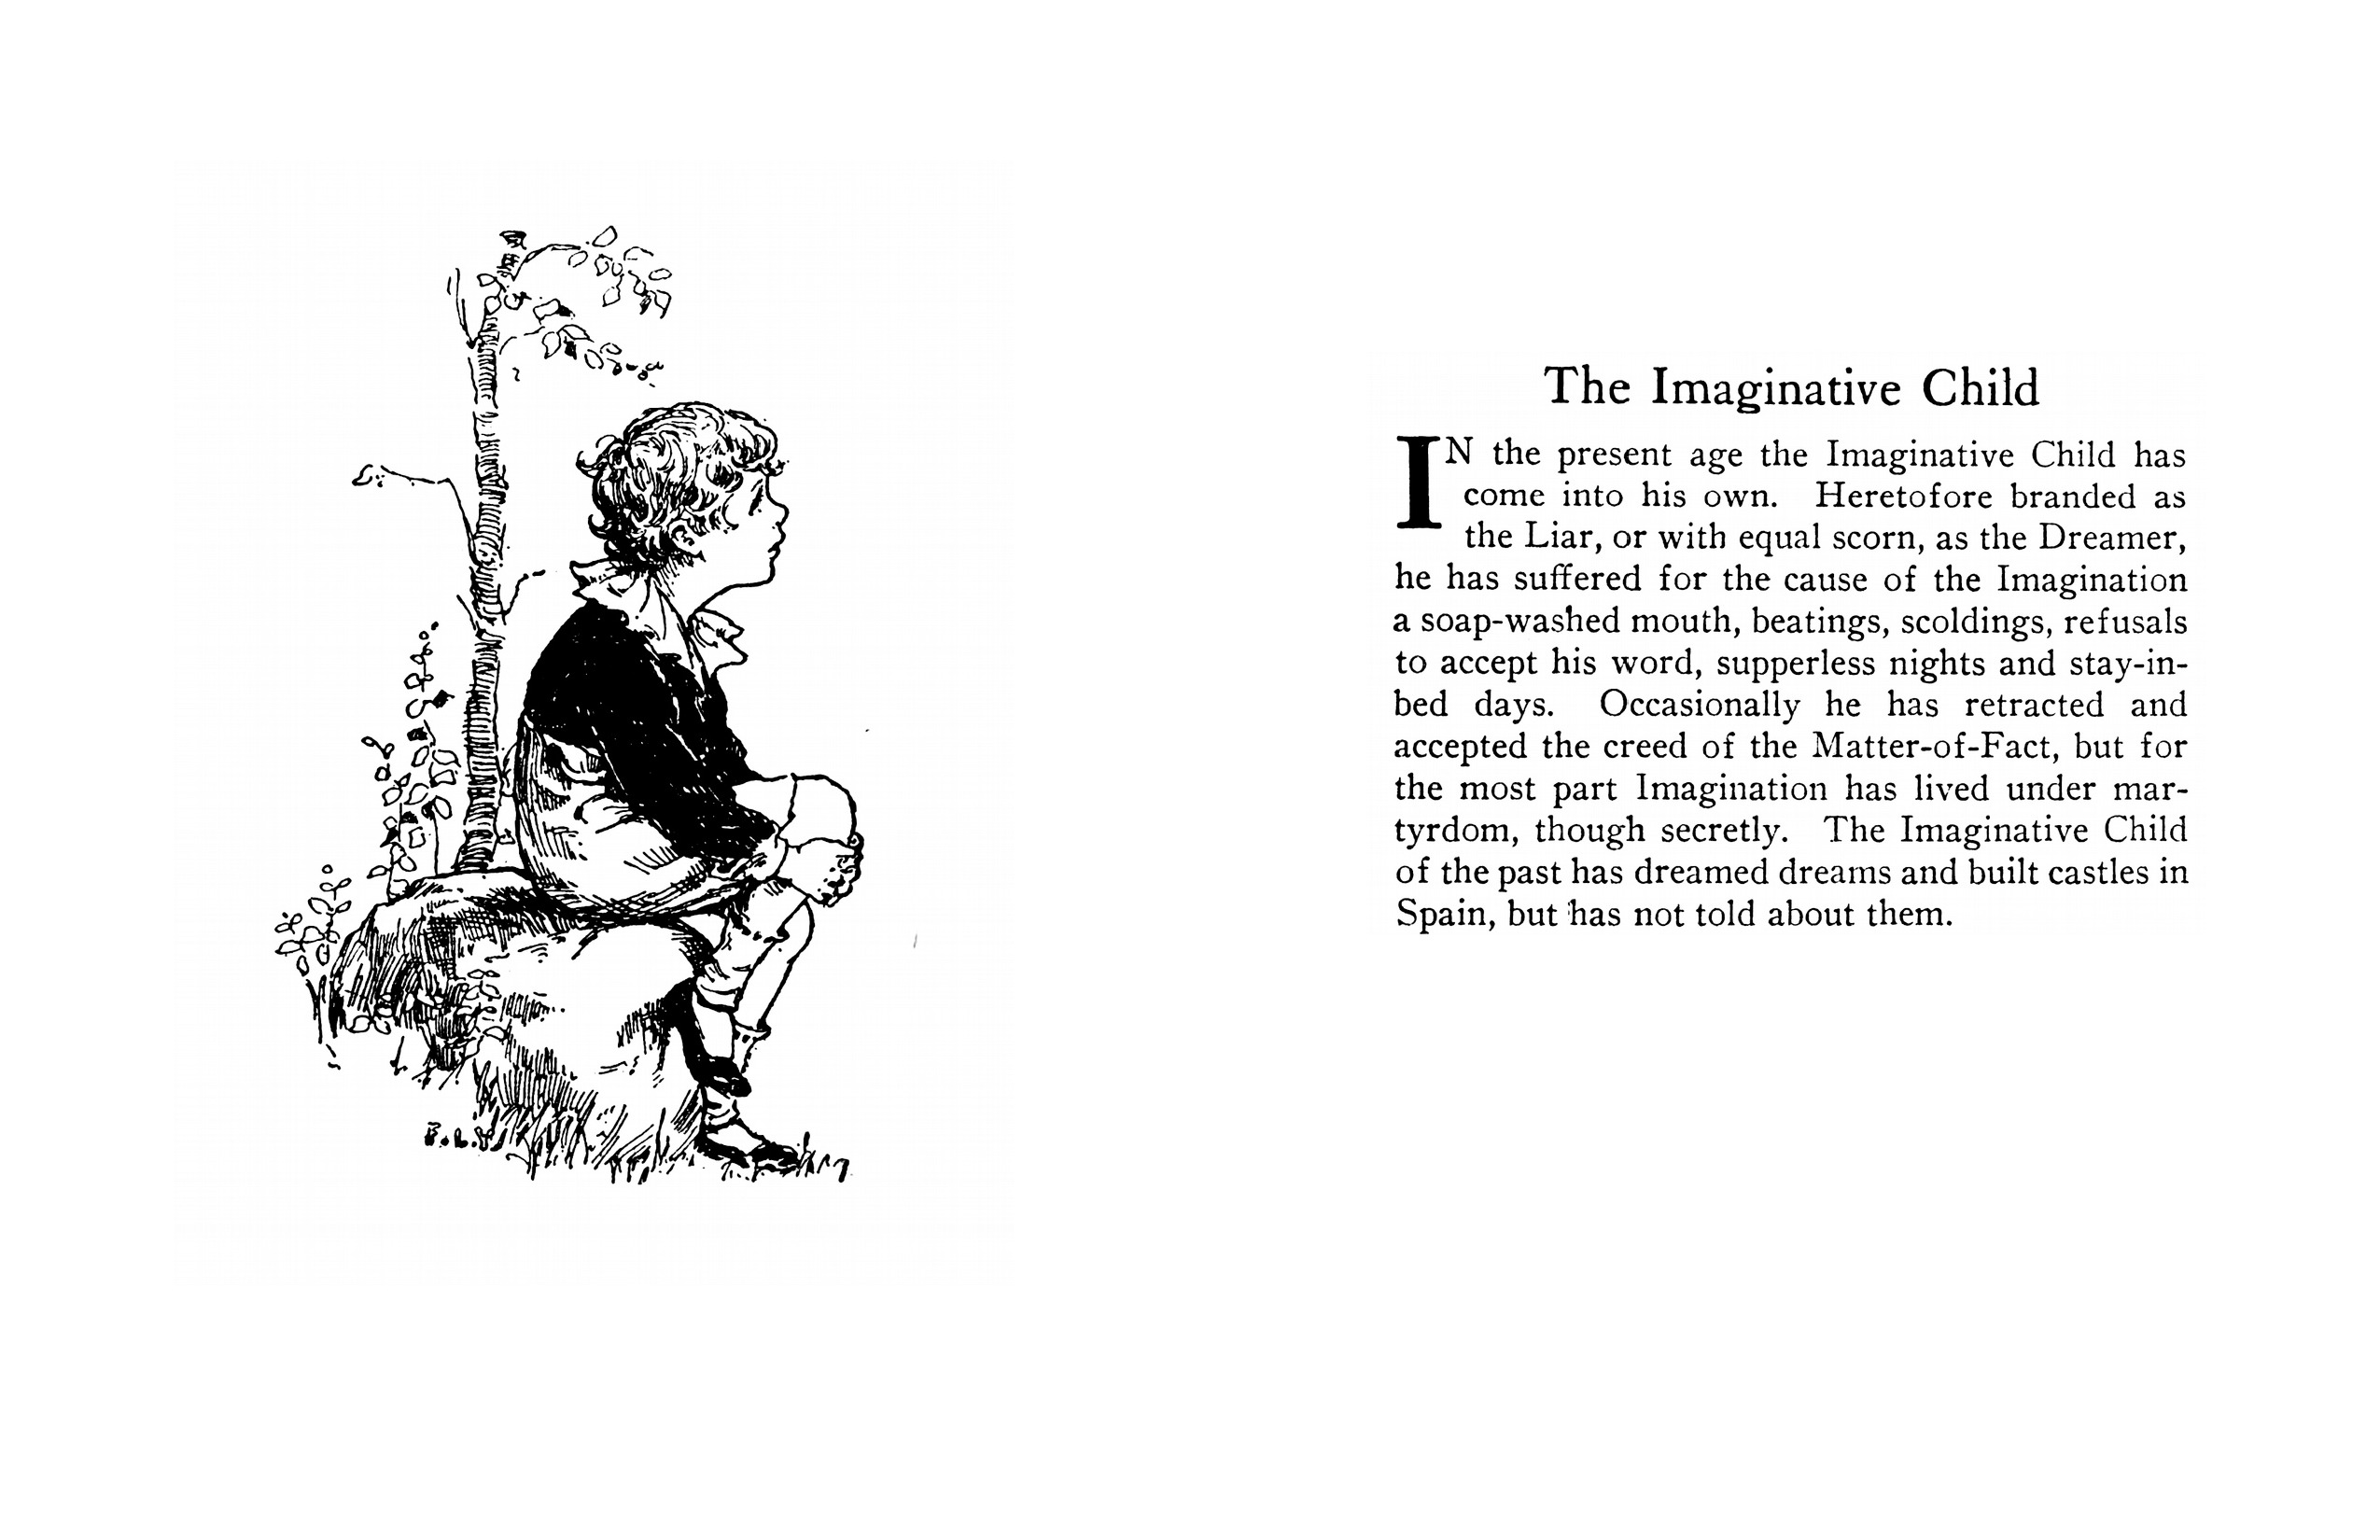 The Imaginative Child
IN the present age the Imaginative Child has
come into his own. Heretofore branded as
the Liar, or with equal scorn, as the Dreamer,
he has suffered for the cause of the Imagination
a soap-washed mouth, beatings, scoldings, refusals
to accept his word, supperless nights and stay-in-
bed days. Occasionally he has retracted and
accepted the creed of the Matter-of-Fact, but for
the most part Imagination has lived under mar-
tyrdom, though secretly. The Imaginative Child
of the past has dreamed dreams and built castles in
Spain, but has not told about them.